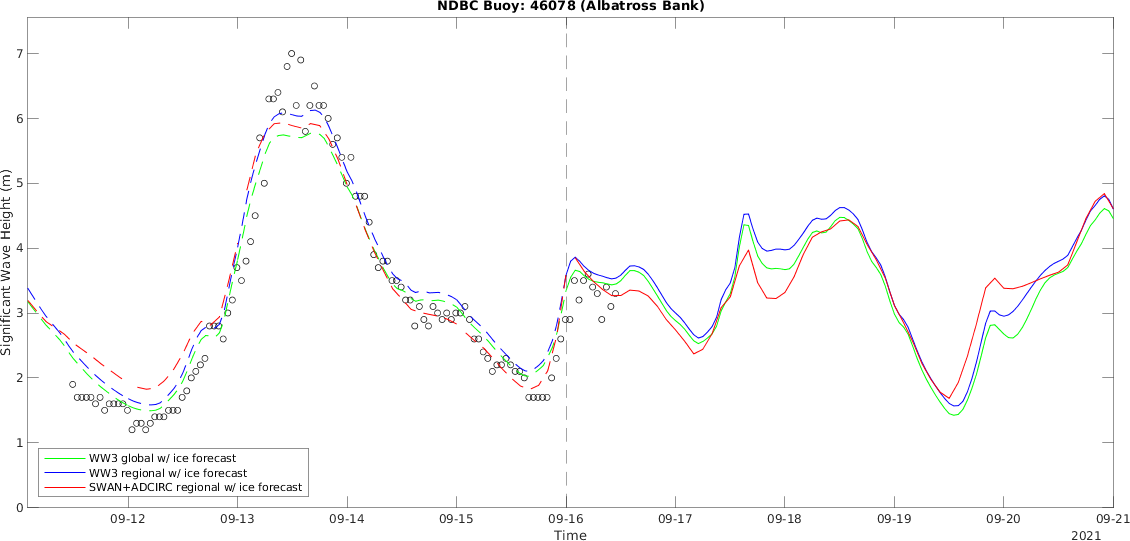 NDBC Buoy: 46078 (Albatross Bank)
Significant Wave Height (m)
7
6
5
4
3
2
1
0
WW3 global w/ ice forecast
WW3 regional w/ ice forecast
SWAN+ADCIRC regional w/ ice forecast
09-12 09-13 09-14 09-15 09-16 09-17 09-18 09-19 09-20 09-21
Time
2021